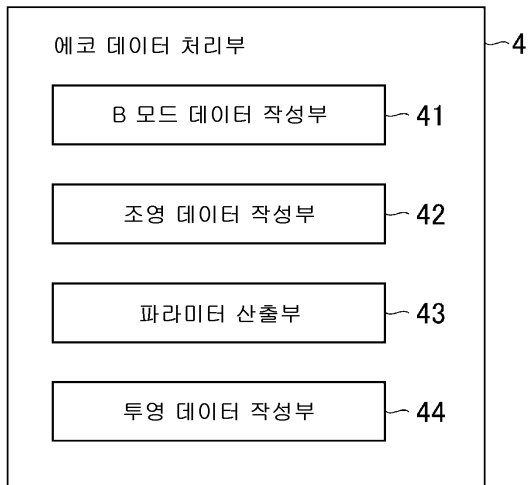 에코 데이터 처리부
4
B 모드 데이터 작성부
41
조영 데이터 작성부
42
파라미터 산출부
43
투영 데이터 작성부
44